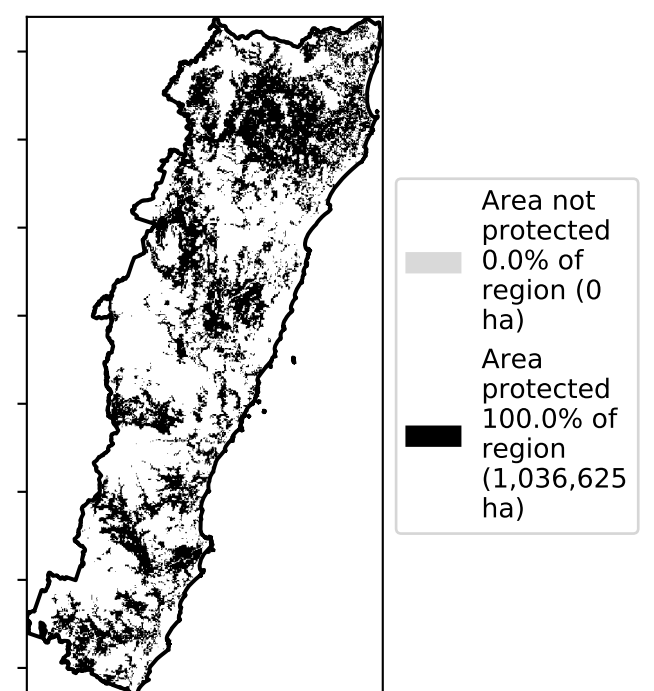 Area not
protected
0.0% of
region (0
ha)
Area
protected
100.0% of
region
(1,036,625
ha)